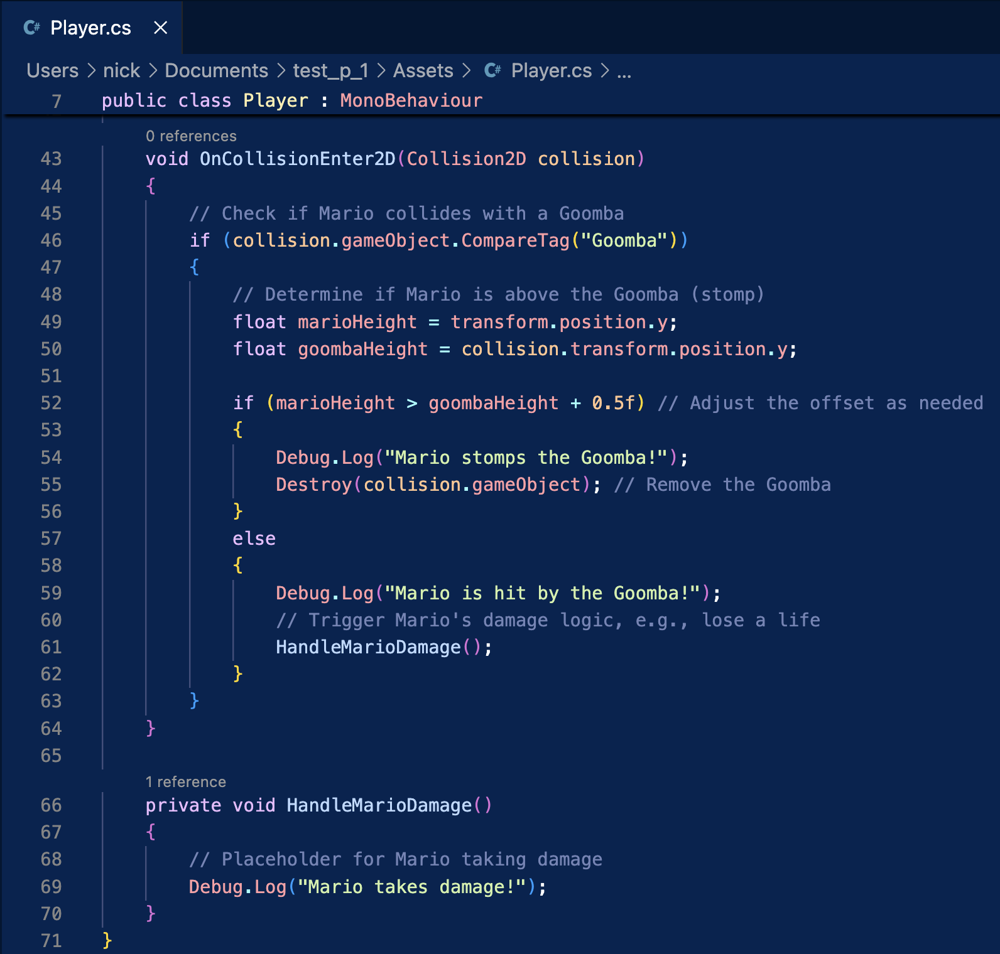 C# Player.cs ×
Users > nick > Documents > test_p_1 > Assets > C# Player.cs > ...
7 public class Player : MonoBehaviour
0 references
43 void OnCollisionEnter2D(Collision2D collision)
44 {
45 // Check if Mario collides with a Goomba
46 if (collision.gameObject.CompareTag("Goomba"))
47 {
48 // Determine if Mario is above the Goomba (stomp)
49 float marioHeight = transform.position.y;
50 float goombaHeight = collision.transform.position.y;
51
52 if (marioHeight > goombaHeight + 0.5f) // Adjust the offset as needed
53 {
54 Debug.Log("Mario stomps the Goomba!");
55 Destroy(collision.gameObject); // Remove the Goomba
56 }
57 else
58 {
59 Debug.Log("Mario is hit by the Goomba!");
60 // Trigger Mario's damage logic, e.g., lose a life
61 HandleMarioDamage();
62 }
63 }
64 }
65
1 reference
66 private void HandleMarioDamage()
67 {
68 // Placeholder for Mario taking damage
69 Debug.Log("Mario takes damage!");
70 }
71 }